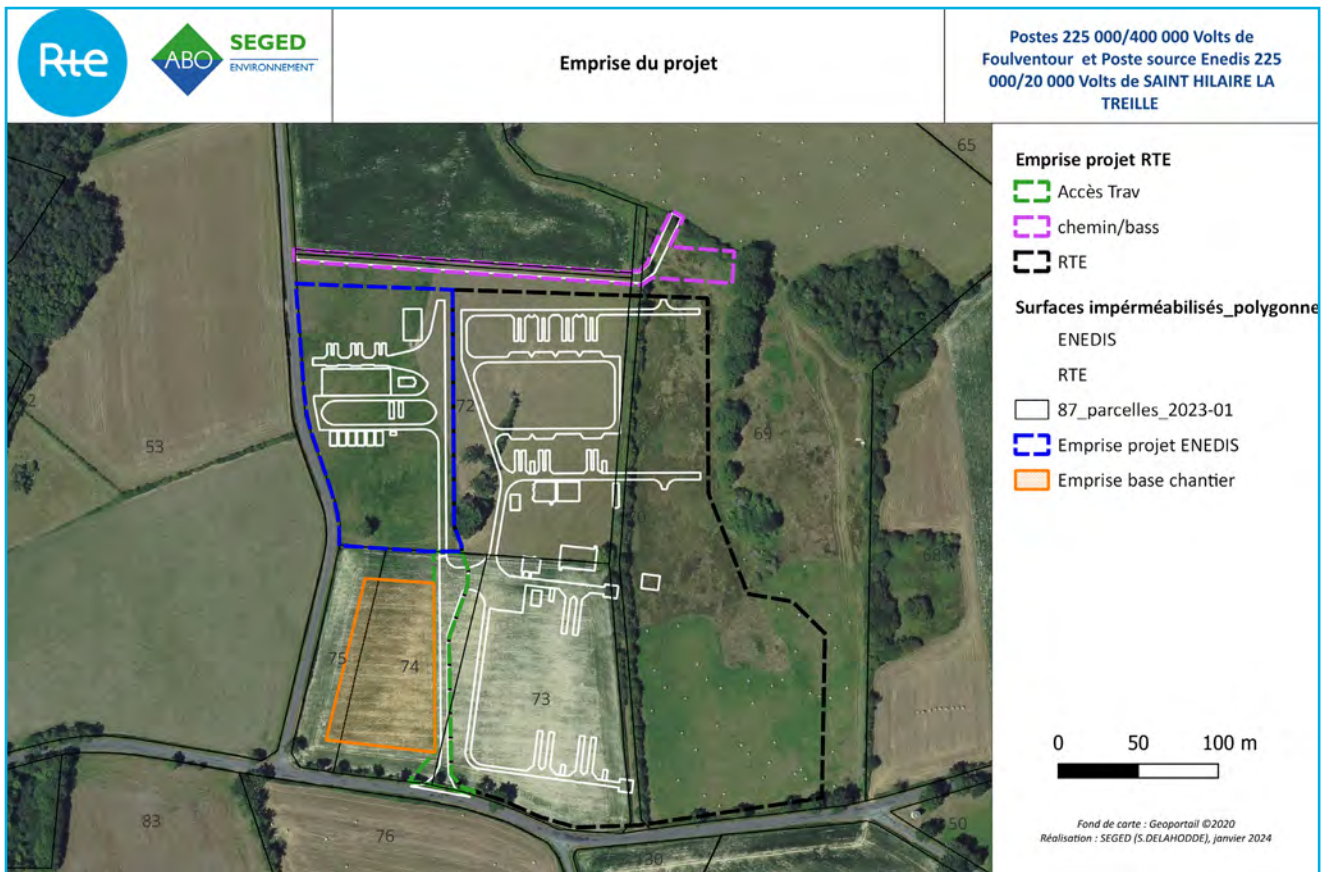 Rte
ABO
SEGED
ENVIRONNEMENT
Emprise du projet
Postes 225 000/400 000 Volts de
Foulventour et Poste source Enedis 225
000/20 000 Volts de SAINT HILAIRE LA
TREILLE
65
53
72
69
68
75
74
73
83
76
30
50
Emprise projet RTE
Accès Trav
chemin/bass
RTE
Surfaces impérméabilisés_polygonne
ENEDIS
RTE
87_parcelles_2023-01
Emprise projet ENEDIS
Emprise base chantier
0 50 100 m
Fond de carte : Geoportail ©2020
Réalisation : SEGED (S.DELAHODDE), janvier 2024